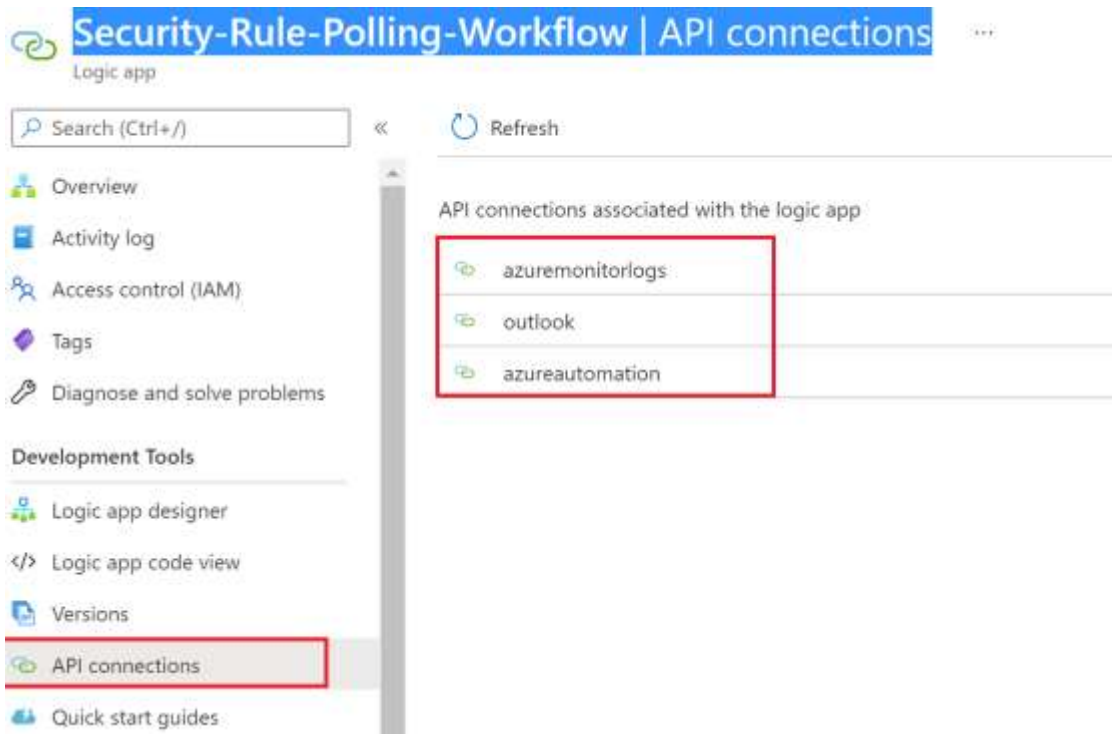 Security-Rule-Polling-Workflow | API connections ...
Logic app
Search (Ctrl+/) «
Refresh
Overview
Activity log
Access control (IAM)
Tags
Diagnose and solve problems
Development Tools
Logic app designer
</> Logic app code view
Versions
API connections
Quick start guides
API connections associated with the logic app
azuremonitorlogs
outlook
azureautomation